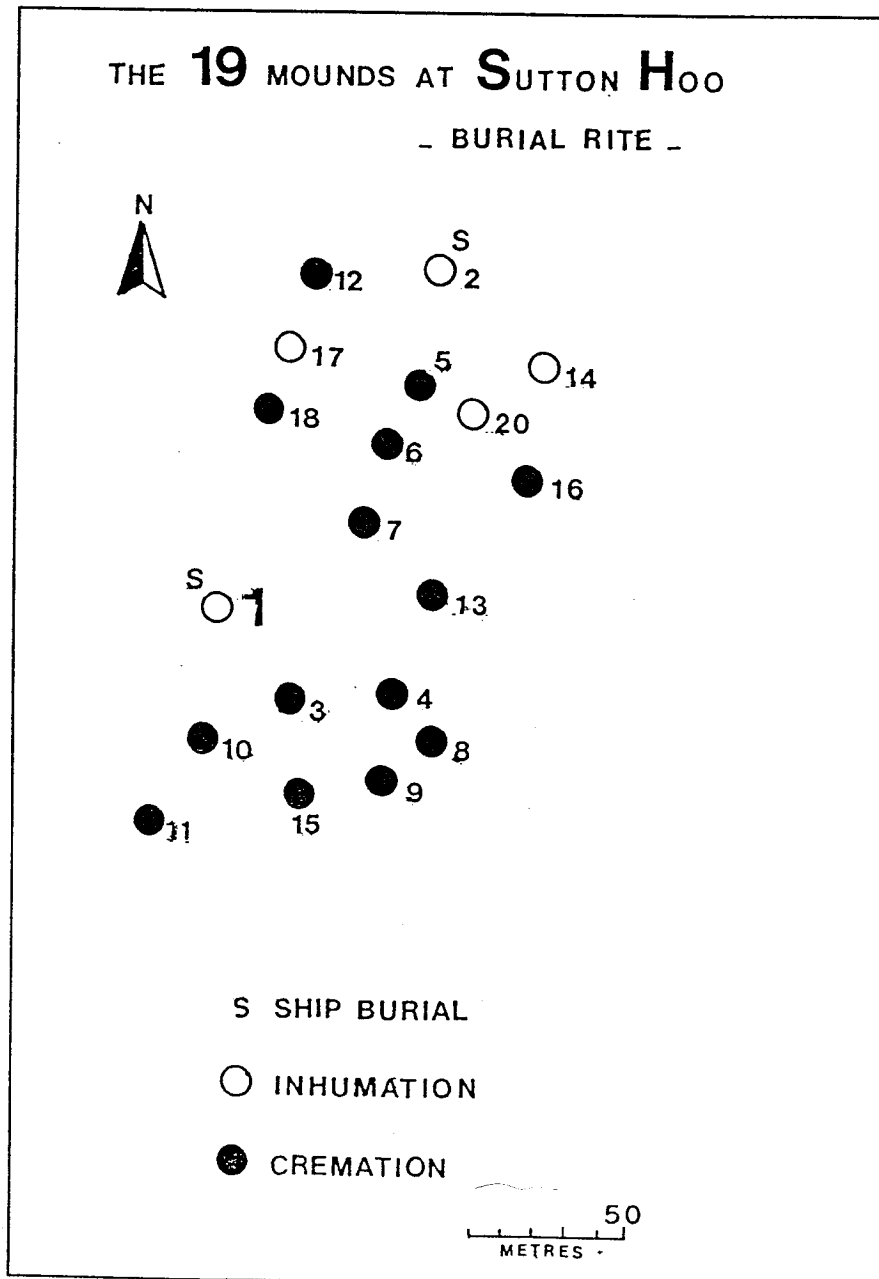 THE 19 MOUNDS AT SUTTON HOO
- BURIAL RITE -
N
S
12
2
17
5
14
18
20
6
16
7
S
1
13
3
4
10
8
9
15
11
S SHIP BURIAL
INHUMATION
CREMATION
50
METRES